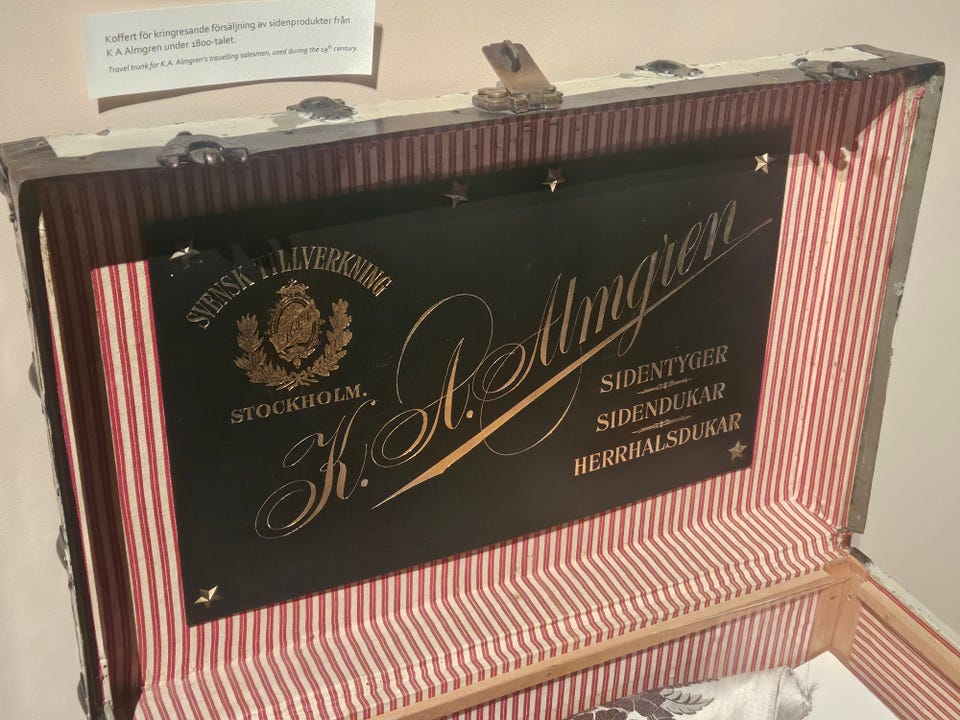 Koffert för kringresande försäljning av sidenprodukter från
K A Almgren under 1800-talet.
Travel trunk for K.A. Almgren's travelling salesmen, used during the 19th century.
SVENSK TILLVERKNING
STOCKHOLM.
K. A. Almgren
SIDENTYGER
SIDENDUKAR
HERRHALSDUKAR